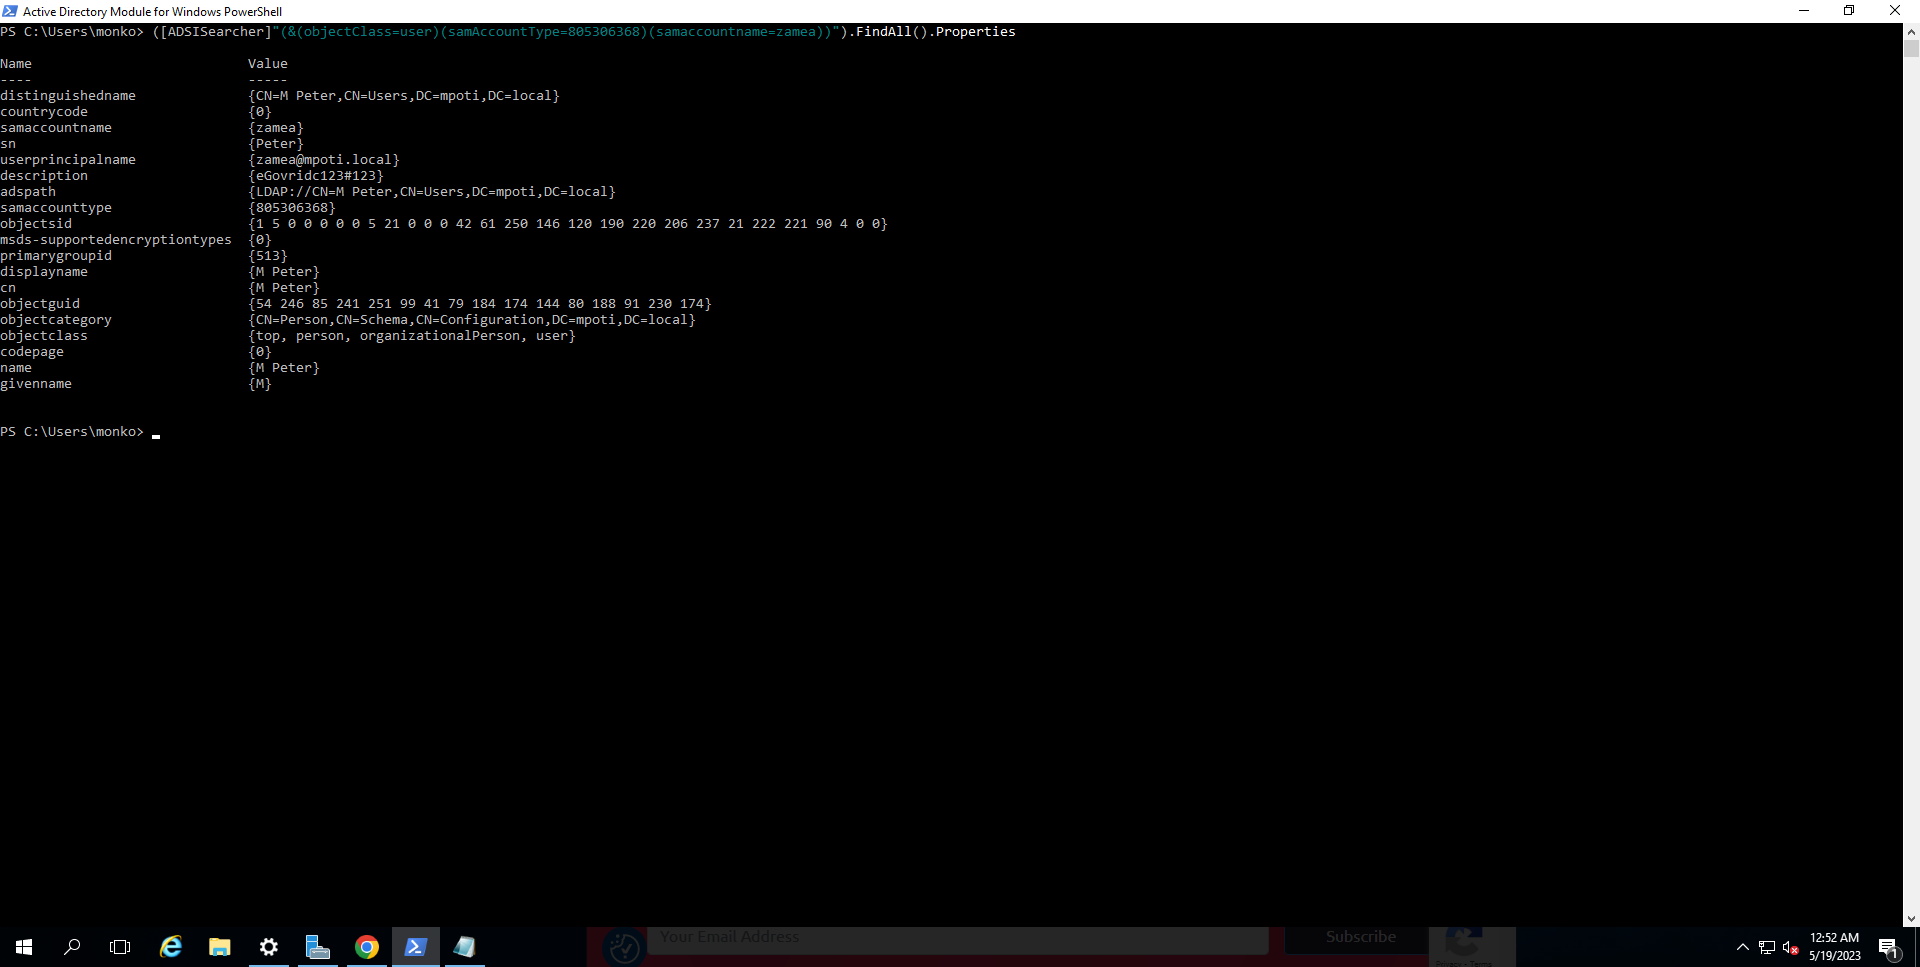 Active Directory Module for Windows PowerShell
PS C:\Users\monko> ([ADSISearcher]"(&(objectClass=user)(samAccountType=805306368)(samaccountname=zamea))").FindAll().Properties
Name Value
---- -----
distinguishedname {CN=M Peter,CN=Users,DC=mpoti,DC=local}
countrycode {0}
samaccountname {zamea}
sn {Peter}
userprincipalname {zamea@mpoti.local}
description {eGovridc123#123}
adspath {LDAP://CN=M Peter,CN=Users,DC=mpoti,DC=local}
samaccounttype {805306368}
objectsid {1 5 0 0 0 0 0 5 21 0 0 0 42 61 250 146 120 190 220 206 237 21 222 221 90 4 0 0}
msds-supportedencryptiontypes {0}
primarygroupid {513}
displayname {M Peter}
cn {M Peter}
objectguid {54 246 85 241 251 99 41 79 184 174 144 80 188 91 230 174}
objectcategory {CN=Person,CN=Schema,CN=Configuration,DC=mpoti,DC=local}
objectclass {top, person, organizationalPerson, user}
codepage {0}
name {M Peter}
givenname {M}
PS C:\Users\monko>
Your Email Address
Subscribe
Privacy - Terms
12:52 AM
5/19/2023
1